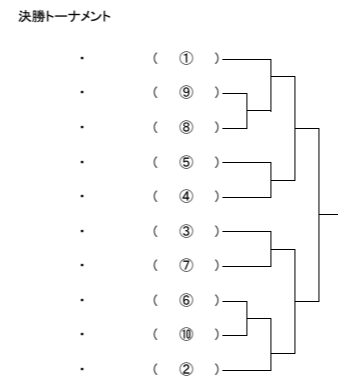 決勝トーナメント
・ ( ① )
・ ( ⑨ )
・ ( ⑧ )
・ ( ⑤ )
・ ( ④ )
・ ( ③ )
・ ( ⑦ )
・ ( ⑥ )
・ ( ⑩ )
・ ( ② )